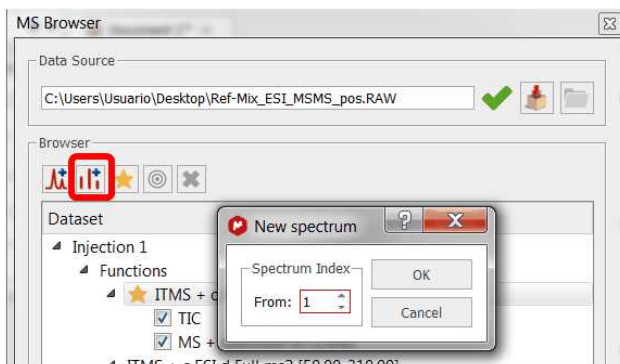 MS Browser
Data Source
C:\Users\Usuario\Desktop\Ref-Mix_ESI_MSMS_pos.RAW
Browser
Dataset
Injection 1
Functions
ITMS + c
TIC
MS +
New spectrum
Spectrum Index
From: 1
OK
Cancel